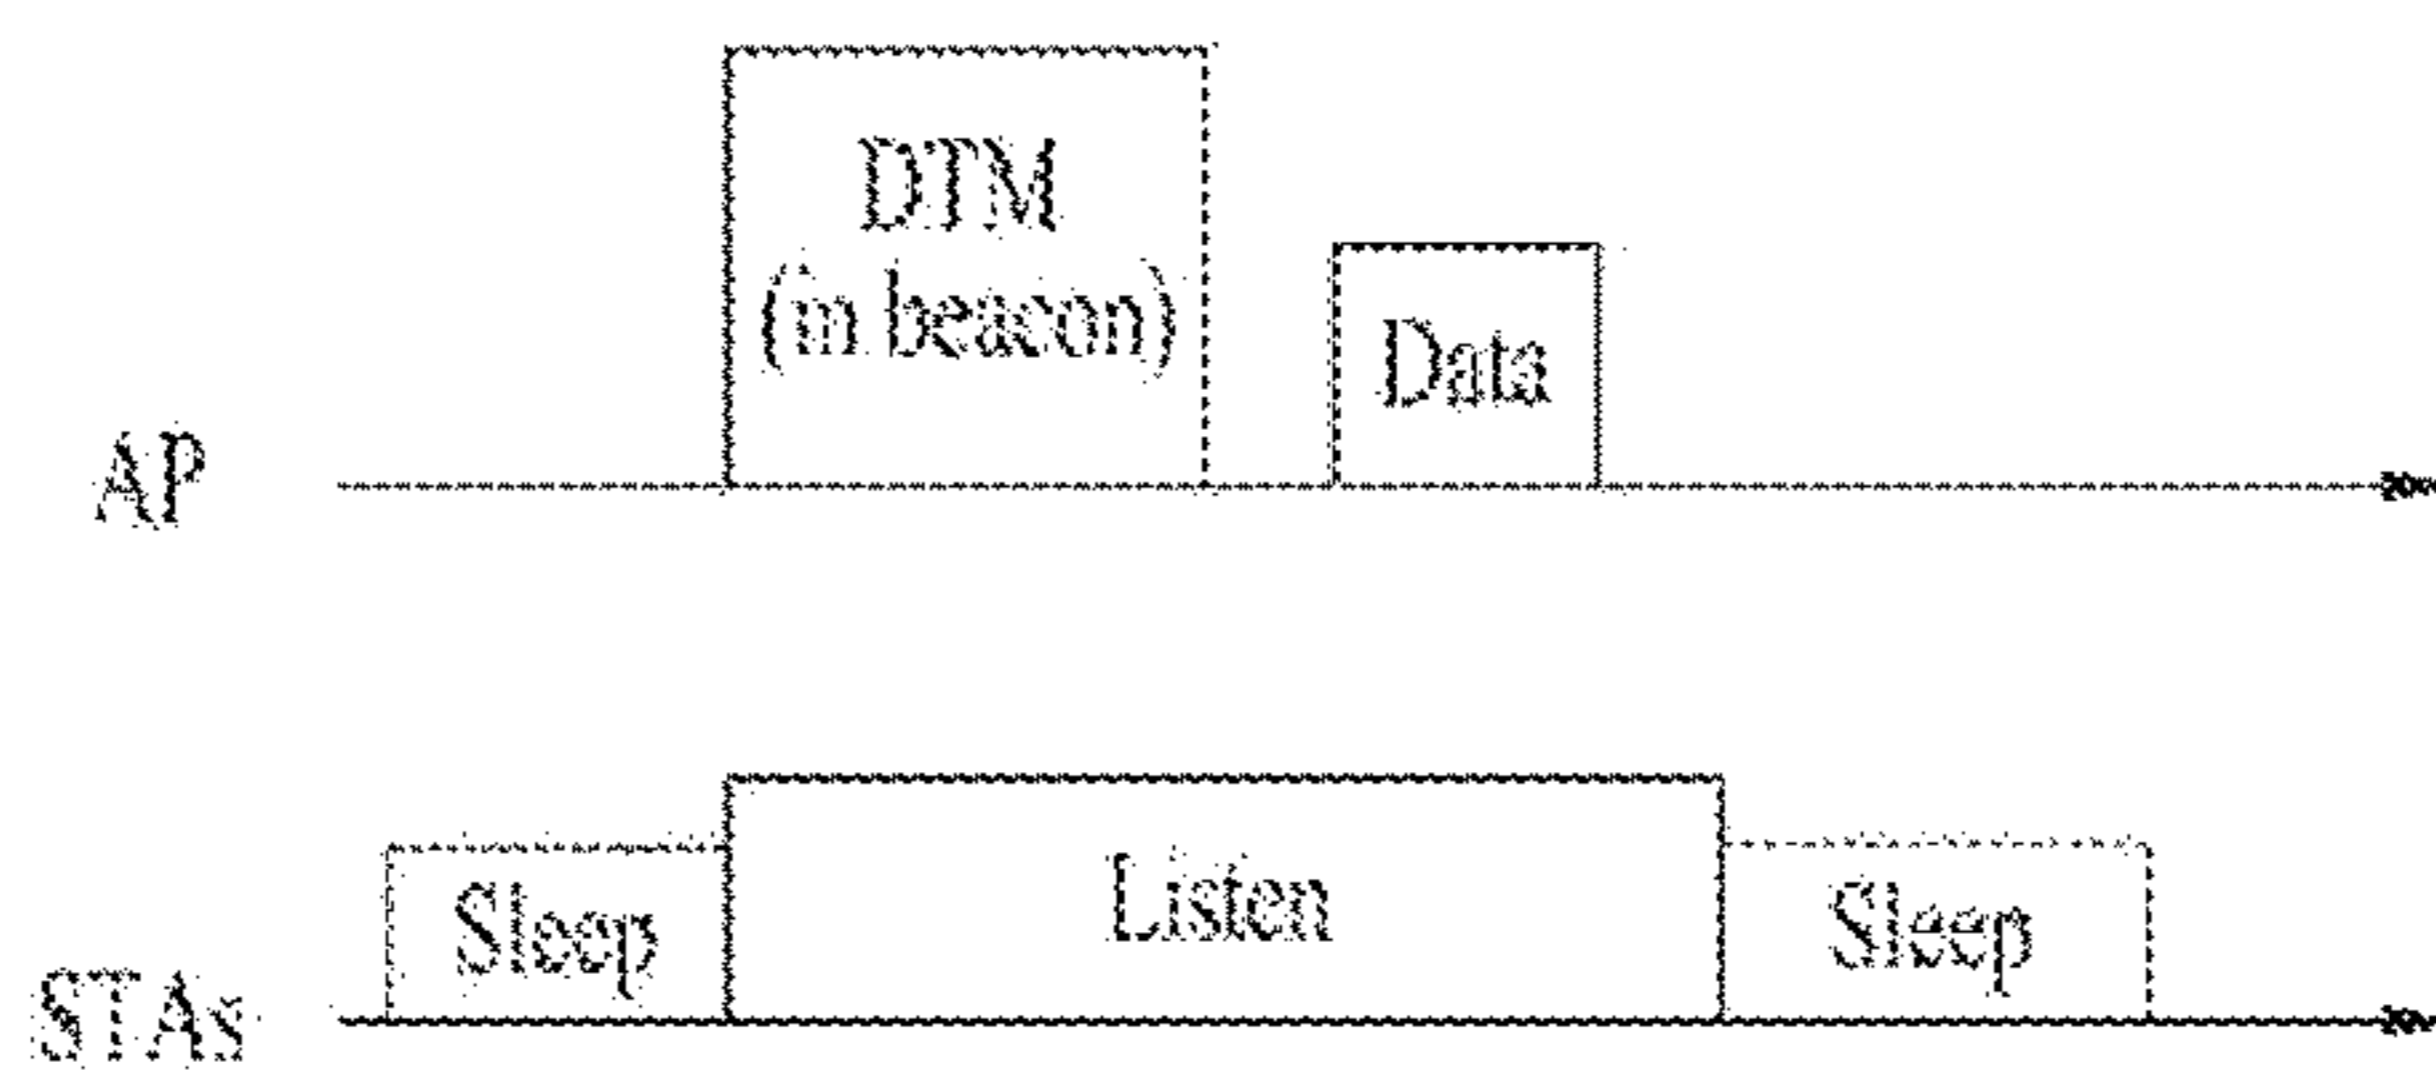 DTM
(in beacon)
Data
AP
Sleep
Listen
Sleep
STAs